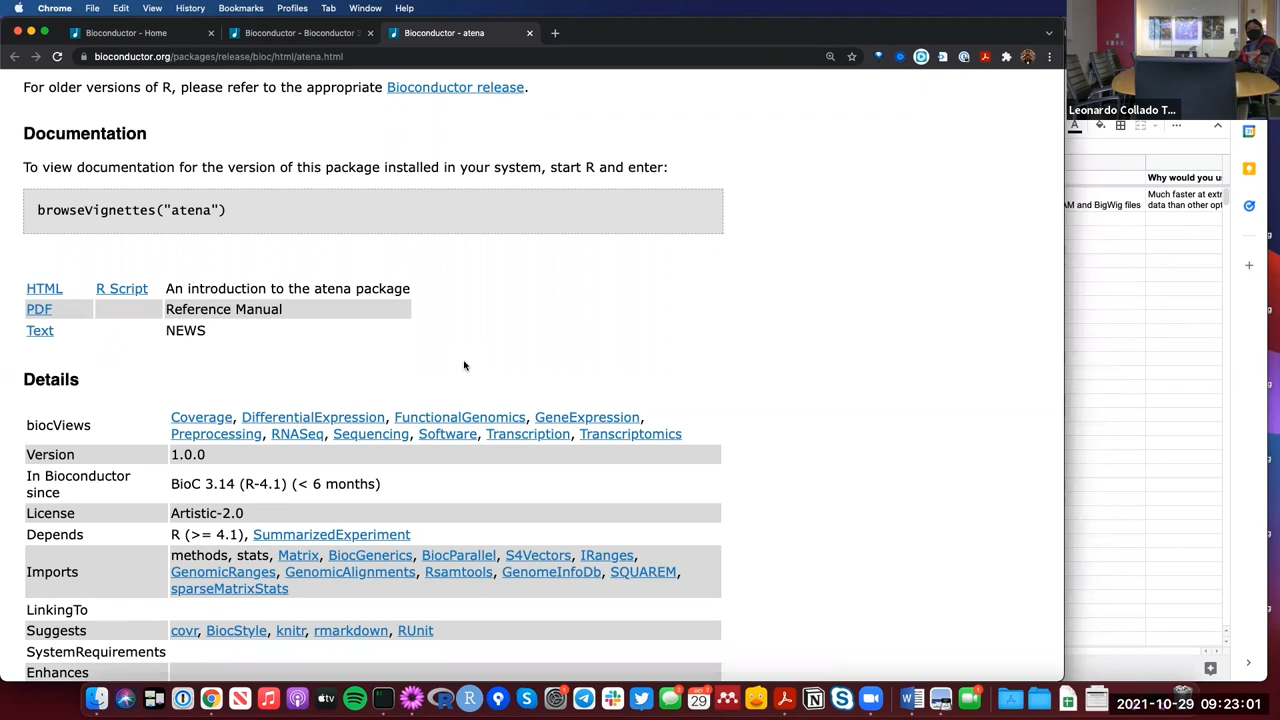 Chrome File Edit View History Bookmarks Profiles Tab Window Help
Bioconductor - Home
Bioconductor - Bioconductor 3
Bioconductor - atena
bioconductor.org/packages/release/bioc/html/atena.html
Leonardo Collado T...
For older versions of R, please refer to the appropriate Bioconductor release.
Documentation
To view documentation for the version of this package installed in your system, start R and enter:
browseVignettes("atena")
HTML R Script An introduction to the atena package
PDF Reference Manual
Text NEWS
Details
biocViews Coverage, DifferentialExpression, FunctionalGenomics, GeneExpression,
Preprocessing, RNASeq, Sequencing, Software, Transcription, Transcriptomics
Version 1.0.0
In Bioconductor
since BioC 3.14 (R-4.1) (< 6 months)
License Artistic-2.0
Depends R (>= 4.1), SummarizedExperiment
Imports methods, stats, Matrix, BiocGenerics, BiocParallel, S4Vectors, IRanges,
GenomicRanges, GenomicAlignments, Rsamtools, GenomeInfoDb, SQUAREM,
sparseMatrixStats
LinkingTo
Suggests covr, BiocStyle, knitr, rmarkdown, RUnit
SystemRequirements
Enhances
Why would you u
Much faster at ext
AM and BigWig files
data than other op
2021-10-29 09:23:01